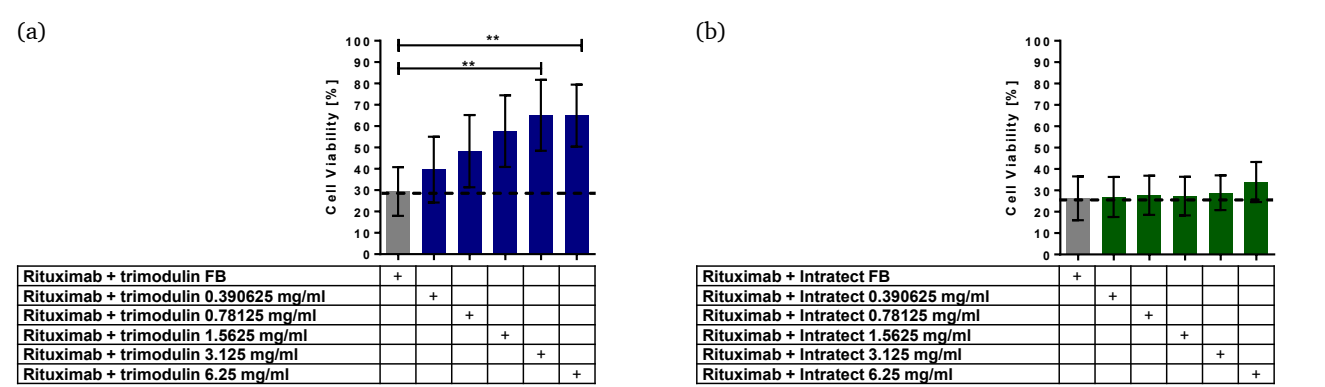 (a)
**
**
Cell Viability [%]
100
90
80
70
60
50
40
30
20
10
0
Rituximab + trimodulin FB +
Rituximab + trimodulin 0.390625 mg/ml +
Rituximab + trimodulin 0.78125 mg/ml +
Rituximab + trimodulin 1.5625 mg/ml +
Rituximab + trimodulin 3.125 mg/ml +
Rituximab + trimodulin 6.25 mg/ml +
(b)
Cell Viability [%]
100
90
80
70
60
50
40
30
20
10
0
Rituximab + Intratect FB +
Rituximab + Intratect 0.390625 mg/ml +
Rituximab + Intratect 0.78125 mg/ml +
Rituximab + Intratect 1.5625 mg/ml +
Rituximab + Intratect 3.125 mg/ml +
Rituximab + Intratect 6.25 mg/ml +